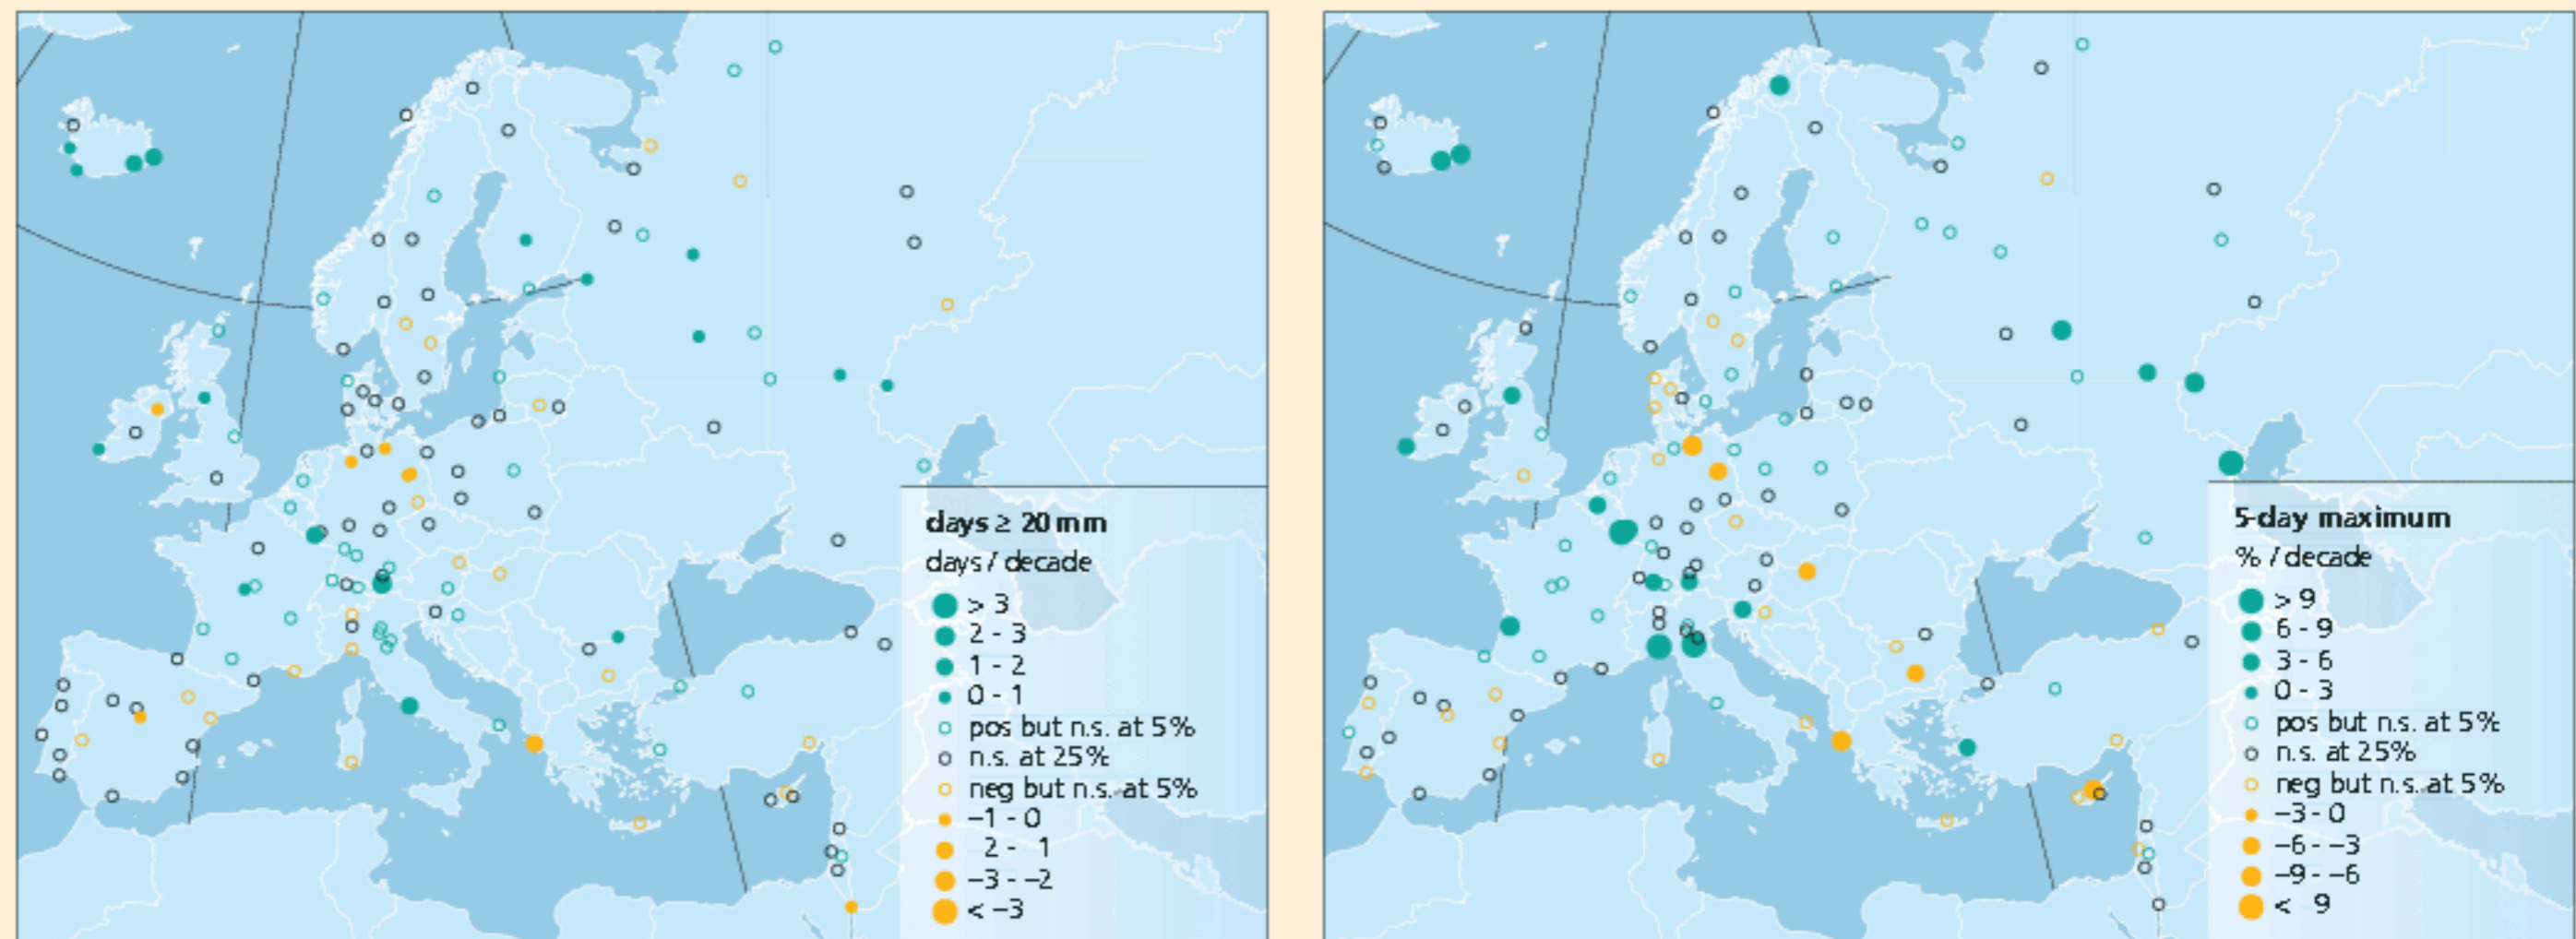 days ≥ 20 mm
days / decade
> 3
2 - 3
1 - 2
0 - 1
pos but n.s. at 5%
n.s. at 25%
neg but n.s. at 5%
−1 - 0
2 - 1
−3 - −2
< −3
5-day maximum
% / decade
> 9
6 - 9
3 - 6
0 - 3
pos but n.s. at 5%
n.s. at 25%
neg but n.s. at 5%
−3 - 0
−6 - −3
−9 - −6
< 9